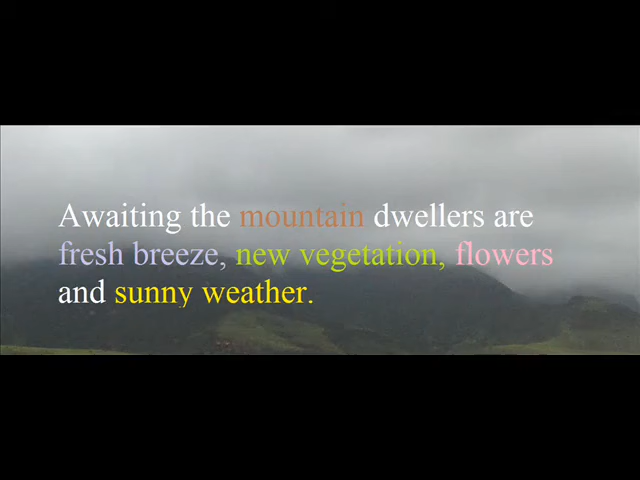 Awaiting the mountain dwellers are
fresh breeze, new vegetation, flowers
and sunny weather.